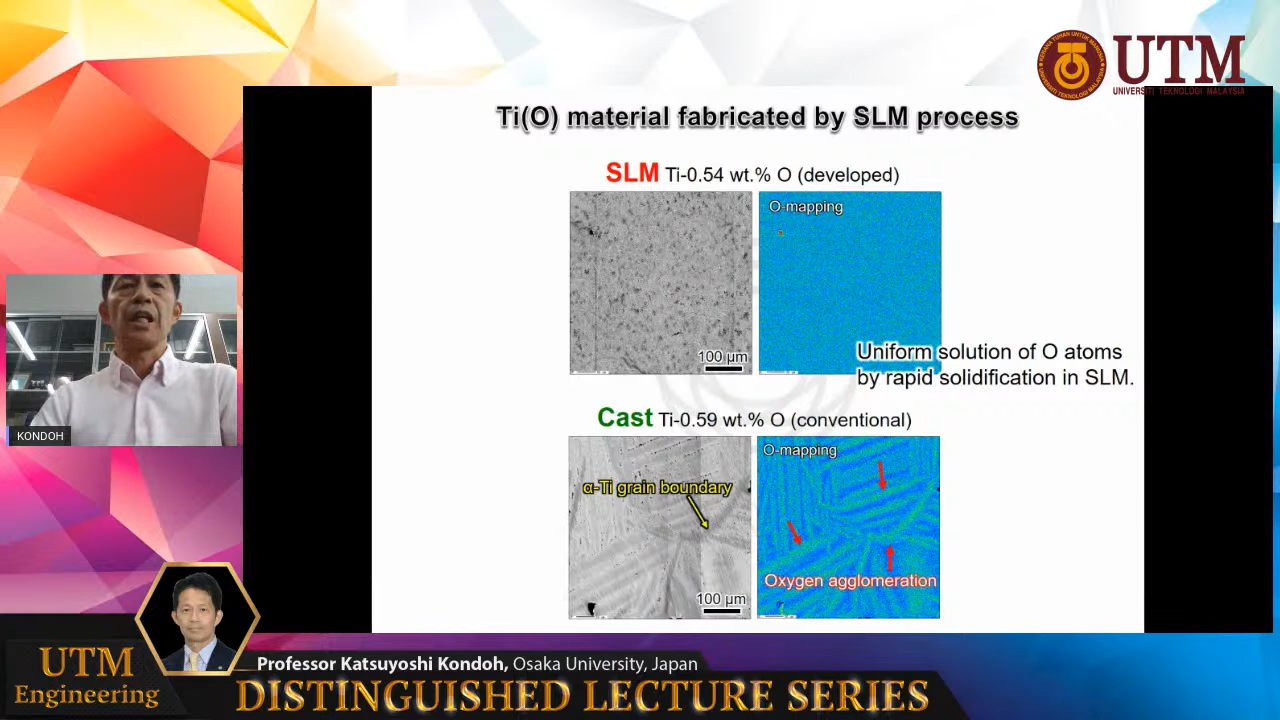 UTM
UNIVERSITI TEKNOLOGI MALAYSIA
Ti(O) material fabricated by SLM process
SLM Ti-0.54 wt.% O (developed)
O-mapping
100 μm
Uniform solution of O atoms
by rapid solidification in SLM.
Cast Ti-0.59 wt.% O (conventional)
O-mapping
α-Ti grain boundary
Oxygen agglomeration
100 μm
KONDOH
UTM
Engineering
Professor Katsuyoshi Kondoh, Osaka University, Japan
DISTINGUISHED LECTURE SERIES